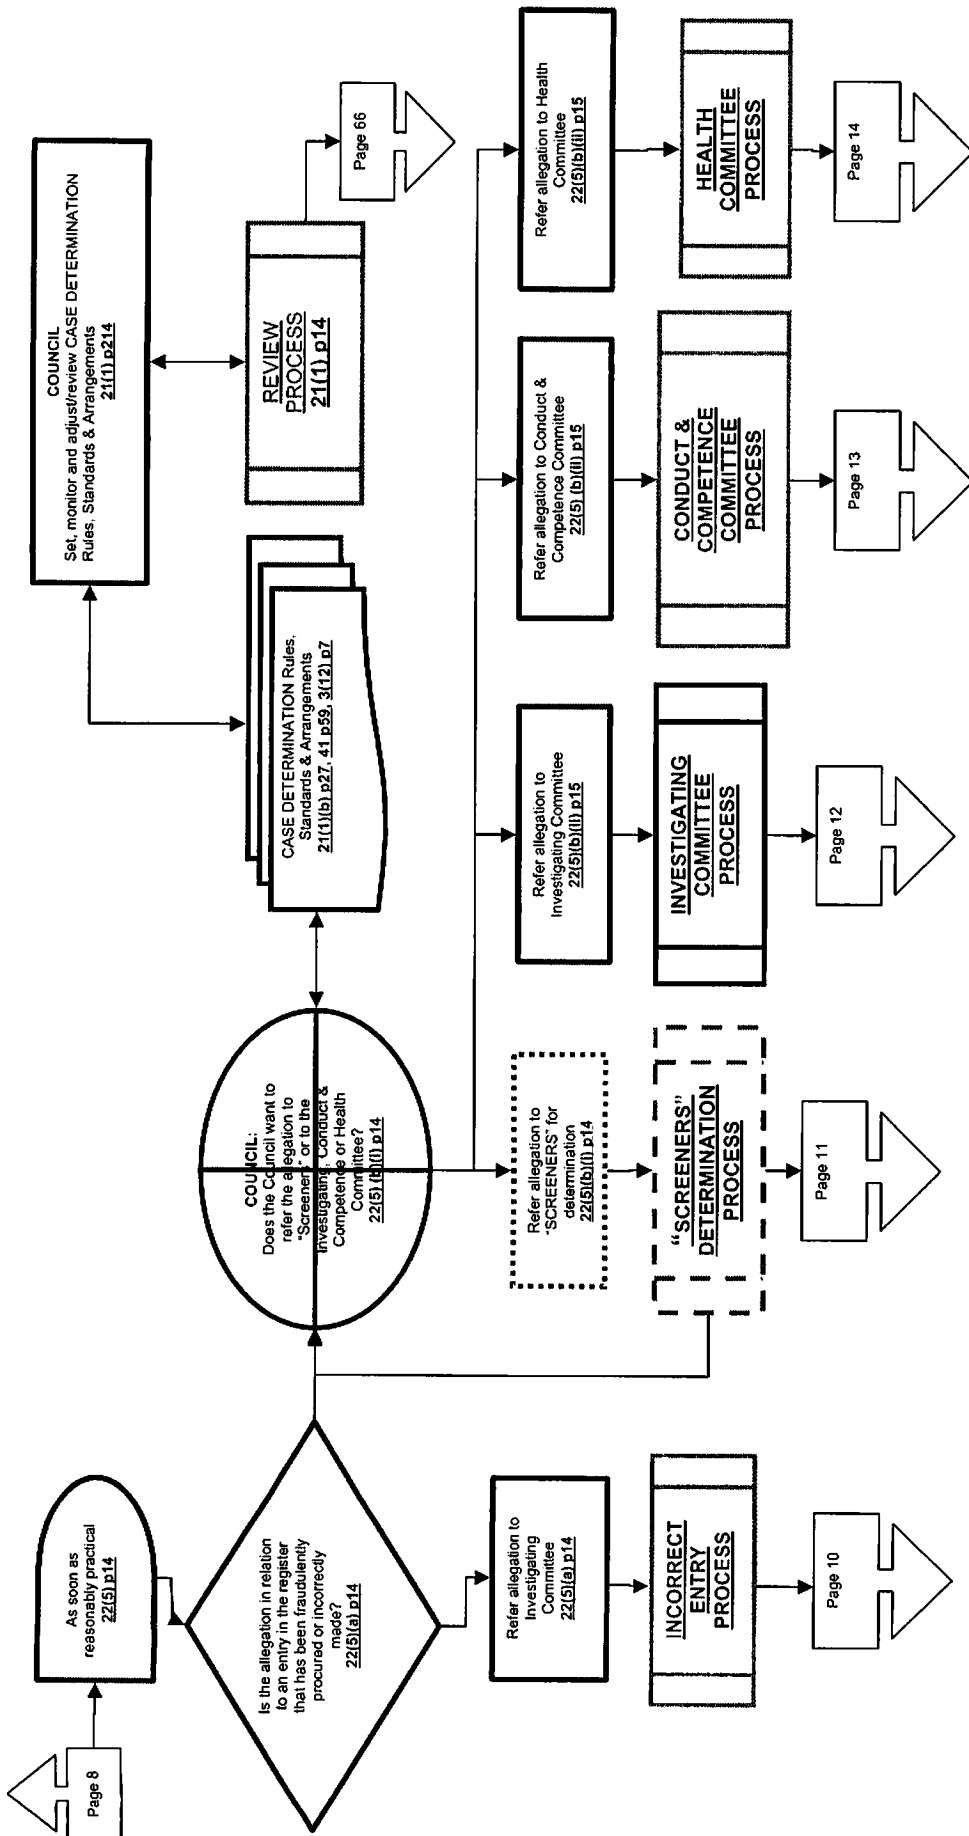 Page 8
As soon as
reasonably practical
22(5) p14
Is the allegation in relation
to an entry in the register
that has been fraudulently
procured or incorrectly
made?
22(5)(a) p14
Refer allegation to
Investigating
Committee
22(5)(a) p14
INCORRECT
ENTRY
PROCESS
Page 10
COUNCIL:
Does the Council want to
refer the allegation to
"Screeners" or to the
Investigating, Conduct &
Competence or Health
Committee?
22(5) (b)(i) p14
Refer allegation to
"SCREENERS" for
determination
22(5)(b)(i) p14
“SCREENERS”
DETERMINATION
PROCESS
Page 11
CASE DETERMINATION Rules,
Standards & Arrangements
21(1)(b) p27, 41 p59, 3(12) p7
COUNCIL
Set, monitor and adjust/review CASE DETERMINATION
Rules, Standards & Arrangements
21(1) p214
REVIEW
PROCESS
21(1) p14
Page 66
Refer allegation to
Investigating Committee
22(5)(b)(ii) p15
INVESTIGATING
COMMITTEE
PROCESS
Page 12
Refer allegation to Conduct &
Competence Committee
22(5) (b)(ii) p15
CONDUCT &
COMPETENCE
COMMITTEE
PROCESS
Page 13
Refer allegation to Health
Committee
22(5)(b)(ii) p15
HEALTH
COMMITTEE
PROCESS
Page 14